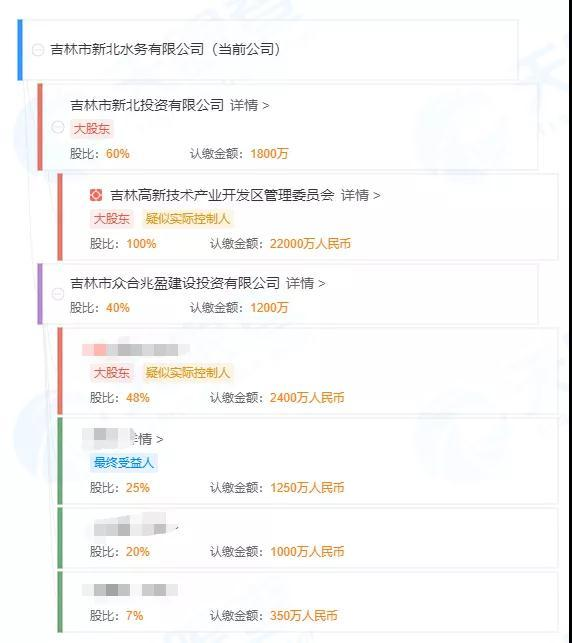 吉林市新北水务有限公司（当前公司）
吉林市新北投资有限公司 详情 >
大股东
股比：60% 认缴金额：1800万
吉林高新技术产业开发区管理委员会 详情 >
大股东 疑似实际控制人
股比：100% 认缴金额：22000万人民币
吉林市众合兆盈建设投资有限公司 详情 >
股比：40% 认缴金额：1200万
大股东 疑似实际控制人
股比：48% 认缴金额：2400万人民币
详情 >
最终受益人
股比：25% 认缴金额：1250万人民币
股比：20% 认缴金额：1000万人民币
股比：7% 认缴金额：350万人民币